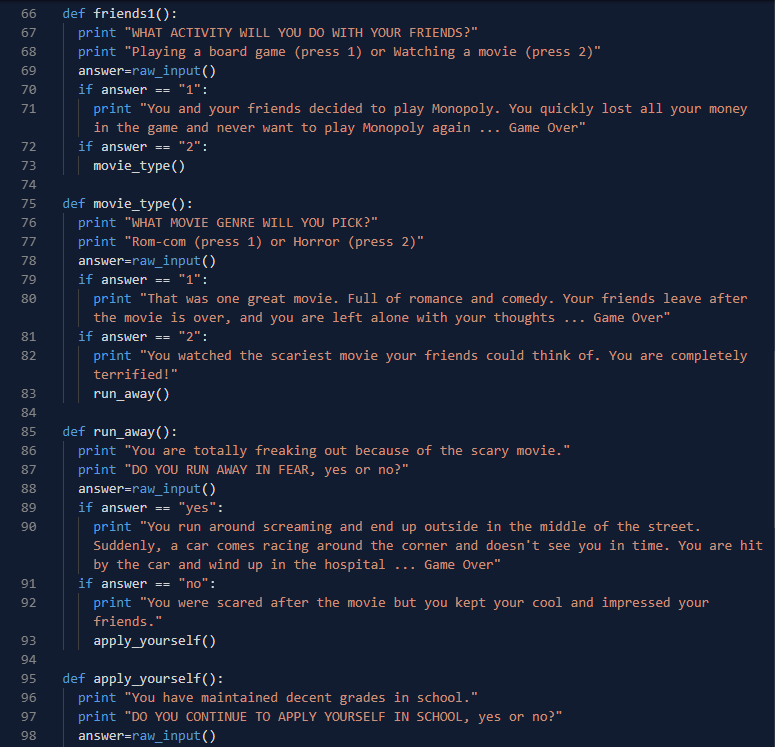 66 def friends1():
67   print "WHAT ACTIVITY WILL YOU DO WITH YOUR FRIENDS?"
68   print "Playing a board game (press 1) or Watching a movie (press 2)"
69   answer=raw_input()
70   if answer == "1":
71     print "You and your friends decided to play Monopoly. You quickly lost all your money
in the game and never want to play Monopoly again ... Game Over"
72   if answer == "2":
73     movie_type()
74
75 def movie_type():
76   print "WHAT MOVIE GENRE WILL YOU PICK?"
77   print "Rom-com (press 1) or Horror (press 2)"
78   answer=raw_input()
79   if answer == "1":
80     print "That was one great movie. Full of romance and comedy. Your friends leave after
the movie is over, and you are left alone with your thoughts ... Game Over"
81   if answer == "2":
82     print "You watched the scariest movie your friends could think of. You are completely
terrified!"
83     run_away()
84
85 def run_away():
86   print "You are totally freaking out because of the scary movie."
87   print "DO YOU RUN AWAY IN FEAR, yes or no?"
88   answer=raw_input()
89   if answer == "yes":
90     print "You run around screaming and end up outside in the middle of the street.
Suddenly, a car comes racing around the corner and doesn't see you in time. You are hit
by the car and wind up in the hospital ... Game Over"
91   if answer == "no":
92     print "You were scared after the movie but you kept your cool and impressed your
friends."
93     apply_yourself()
94
95 def apply_yourself():
96   print "You have maintained decent grades in school."
97   print "DO YOU CONTINUE TO APPLY YOURSELF IN SCHOOL, yes or no?"
98   answer=raw_input()